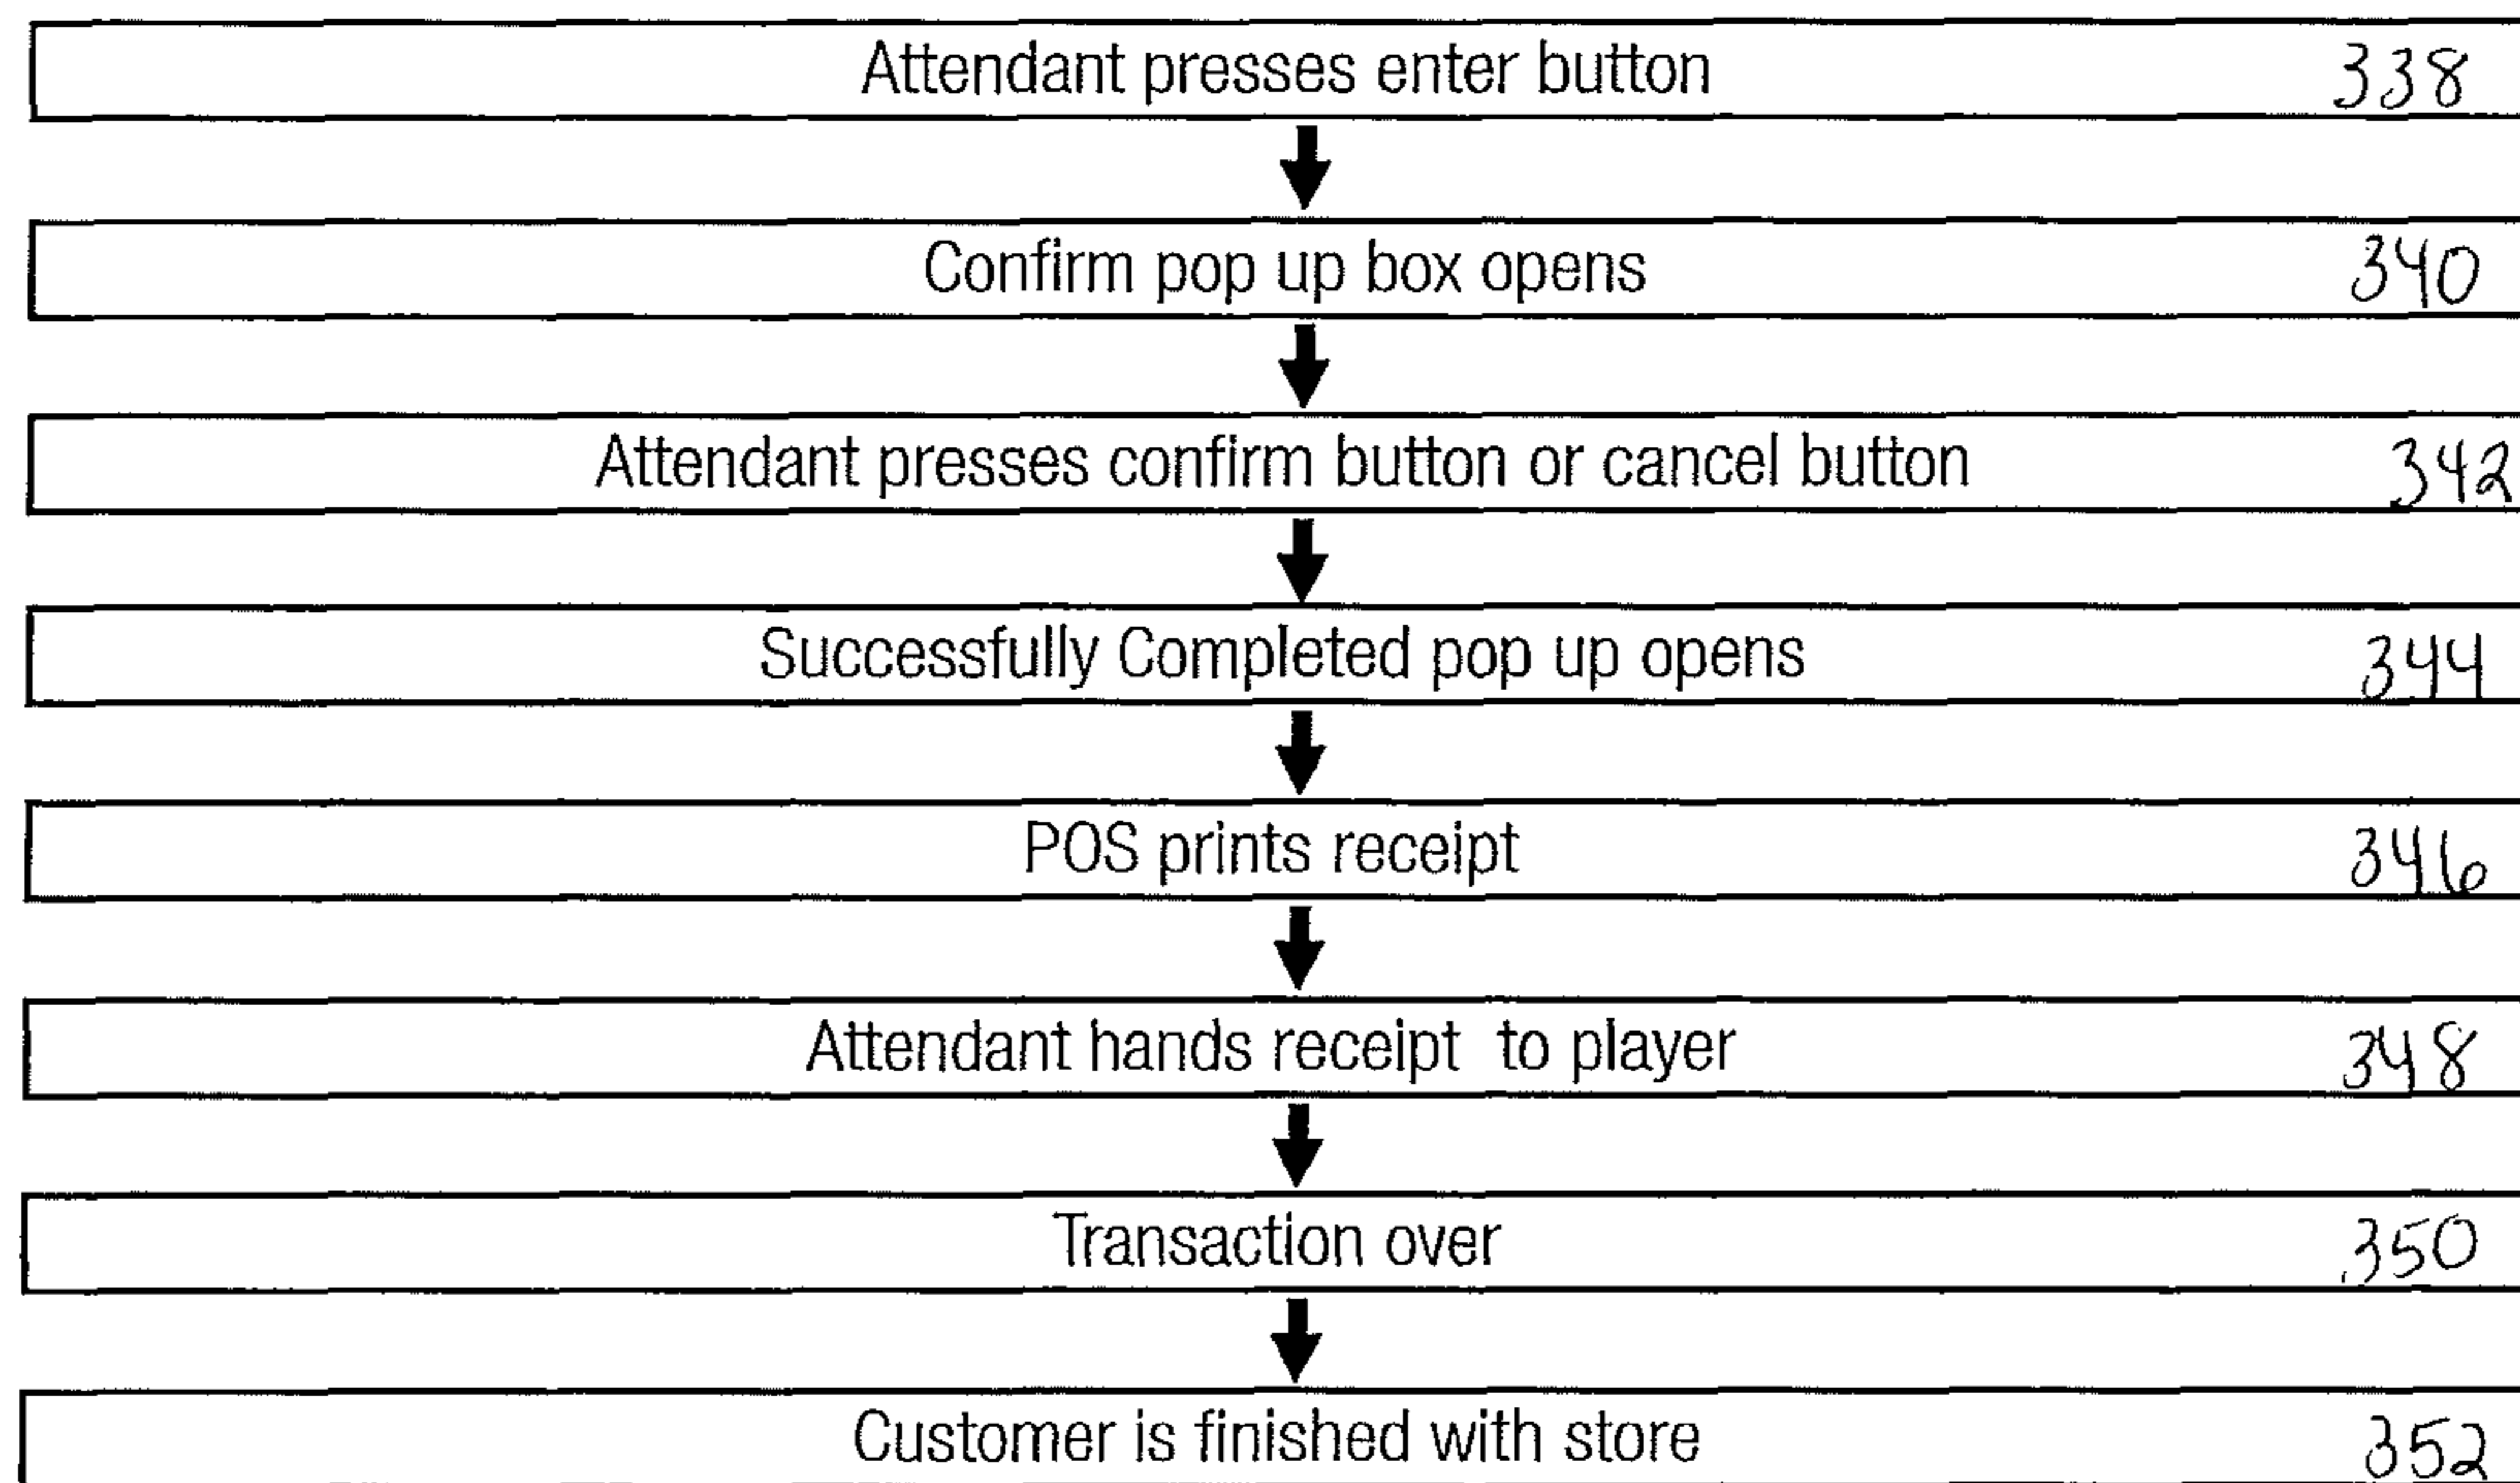 Attendant presses enter button 338
Confirm pop up box opens 340
Attendant presses confirm button or cancel button 342
Successfully Completed pop up opens 344
POS prints receipt 346
Attendant hands receipt to player 348
Transaction over 350
Customer is finished with store 352